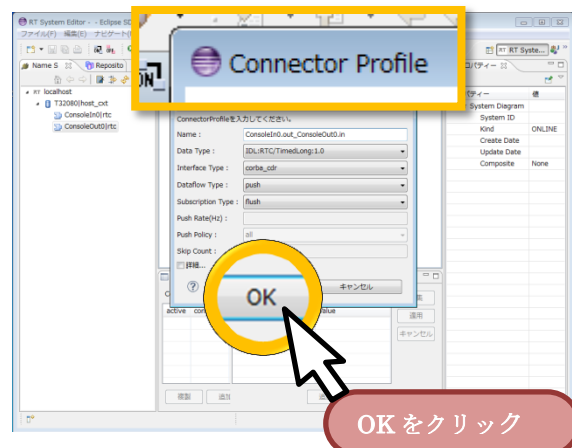 RT System Editor - - Eclipse SD
ファイル(F) 編集(E) ナビゲート(
Connector Profile
ON
RT Syste...
Name S
Reposito
プロパティー
RT localhost
T32080|host_cxt
ConsoleIn0|rtc
ConsoleOut0|rtc
値
System Diagram
System ID
Kind ONLINE
Create Date
Update Date
Composite None
ConnectorProfileを入力してください。
Name : ConsoleIn0.out_ConsoleOut0.in
Data Type : IDL:RTC/TimedLong:1.0
Interface Type : corba_cdr
Dataflow Type : push
Subscription Type : flush
Push Rate(Hz) :
Push Policy : all
Skip Count :
詳細...
OK
キャンセル
active
適用
キャンセル
複製
追加
OKをクリック